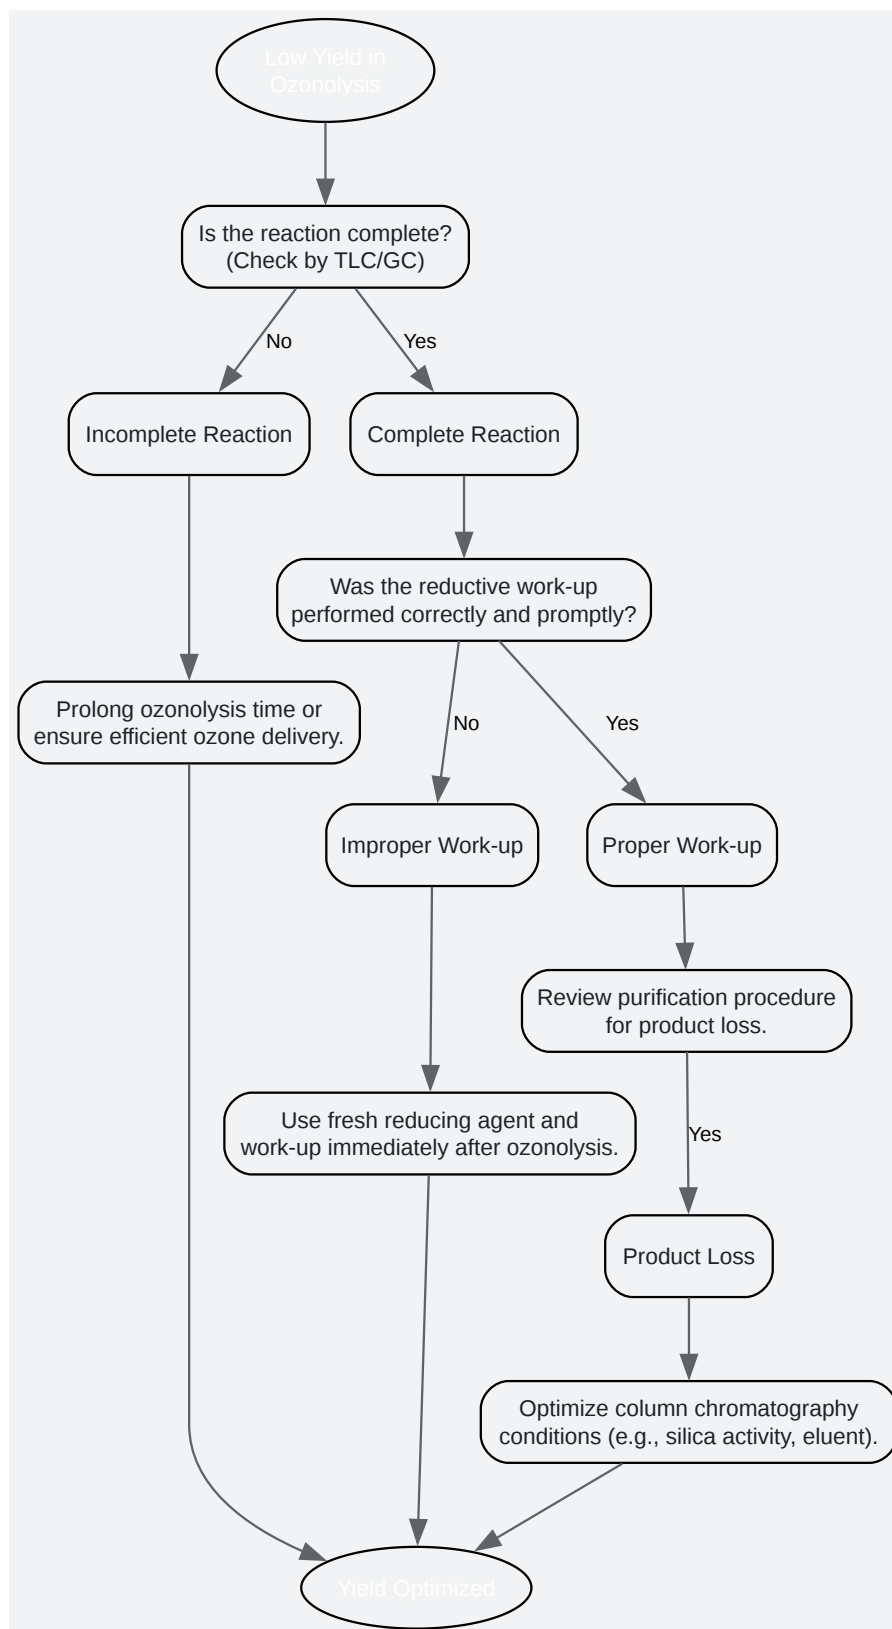 Low Yield in
Ozonolysis
Is the reaction complete?
(Check by TLC/GC)
No
Yes
Incomplete Reaction
Complete Reaction
Was the reductive work-up
performed correctly and promptly?
Prolong ozonolysis time or
ensure efficient ozone delivery.
No
Yes
Improper Work-up
Proper Work-up
Review purification procedure
for product loss.
Use fresh reducing agent and
work-up immediately after ozonolysis.
Yes
Product Loss
Optimize column chromatography
conditions (e.g., silica activity, eluent).
Yield Optimized